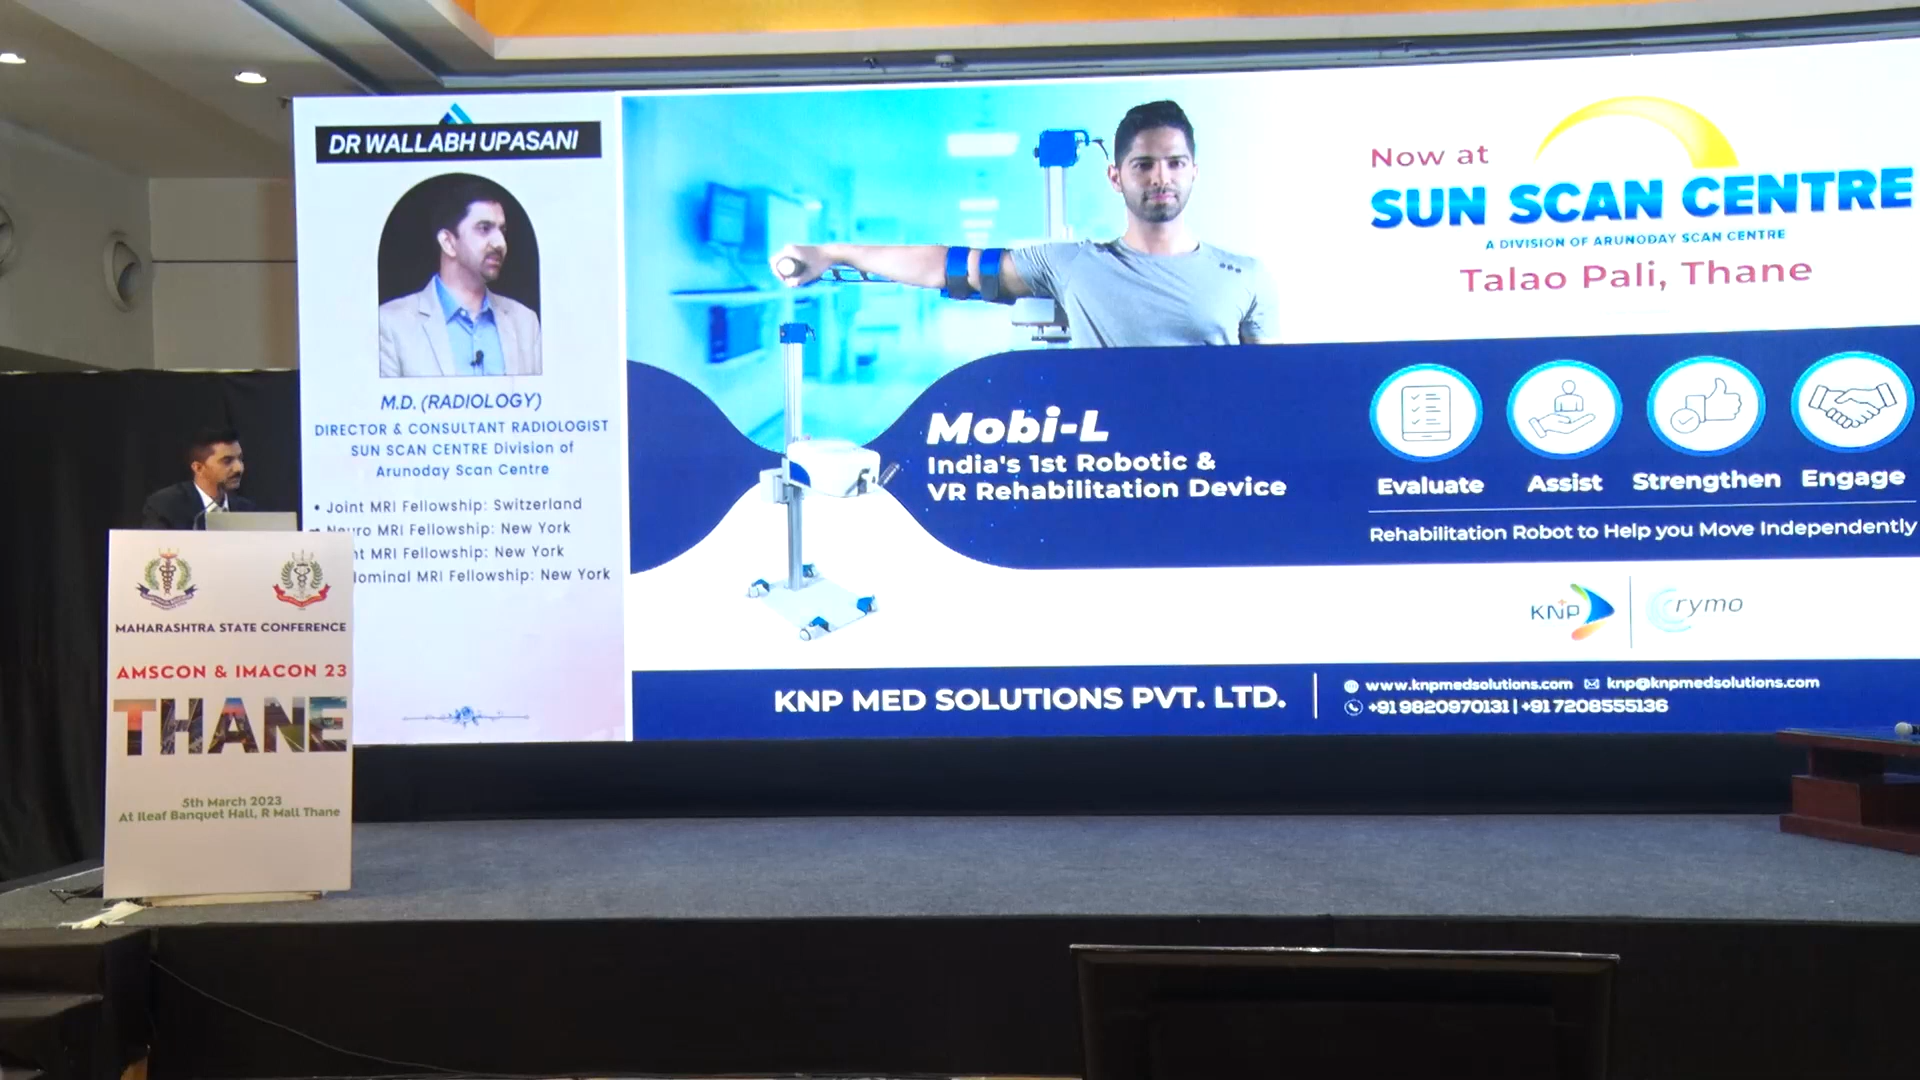 DR WALLABH UPASANI
M.D. (RADIOLOGY)
DIRECTOR & CONSULTANT RADIOLOGIST
SUN SCAN CENTRE Division of
Arunoday Scan Centre
• Joint MRI Fellowship: Switzerland
Neuro MRI Fellowship: New York
MRI Fellowship: New York
MRI Fellowship: New York
Now at
SUN SCAN CENTRE
A DIVISION OF ARUNODAY SCAN CENTRE
Talao Pali, Thane
Mobi-L
India's 1st Robotic &
VR Rehabilitation Device
Evaluate Assist Strengthen Engage
Rehabilitation Robot to Help you Move Independently
KNP rymo
KNP MED SOLUTIONS PVT. LTD.
www.knpmedsolutions.com knp@knpmedsolutions.com
+91 9820970131 | +91 7208555136
MAHARASHTRA STATE CONFERENCE
AMSCON & IMACON 23
THANE
5th March 2023
At Ileaf Banquet Hall, R Mall Thane